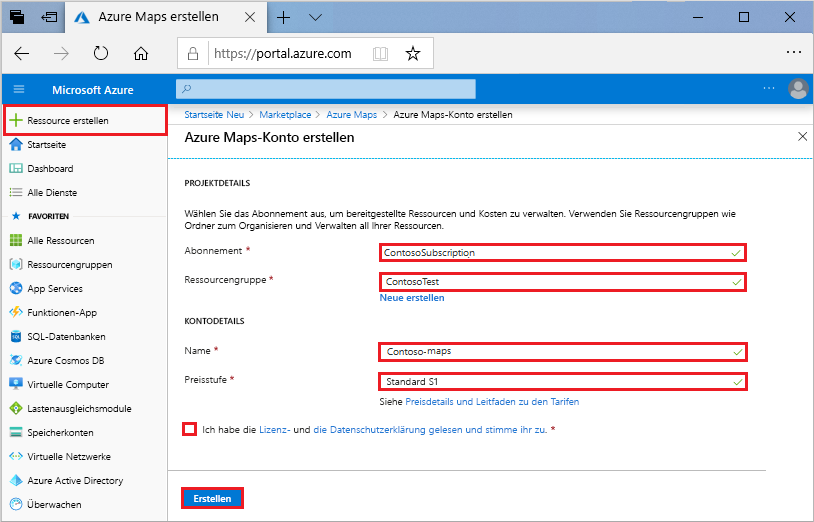 Azure Maps erstellen
https://portal.azure.com
Microsoft Azure
Ressource erstellen
Startseite
Dashboard
Alle Dienste
FAVORITEN
Alle Ressourcen
Ressourcengruppen
App Services
Funktionen-App
SQL-Datenbanken
Azure Cosmos DB
Virtuelle Computer
Lastenausgleichsmodule
Speicherkonten
Virtuelle Netzwerke
Azure Active Directory
Überwachen
Startseite Neu > Marketplace > Azure Maps > Azure Maps-Konto erstellen
Azure Maps-Konto erstellen
PROJEKTDETAILS
Wählen Sie das Abonnement aus, um bereitgestellte Ressourcen und Kosten zu verwalten. Verwenden Sie Ressourcengruppen wie
Ordner zum Organisieren und Verwalten all Ihrer Ressourcen.
Abonnement * ContosoSubscription
Ressourcengruppe * ContosoTest
Neue erstellen
KONTODETAILS
Name * Contoso-maps
Preisstufe * Standard S1
Siehe Preisdetails und Leitfaden zu den Tarifen
Ich habe die Lizenz- und die Datenschutzerklärung gelesen und stimme ihr zu. *
Erstellen